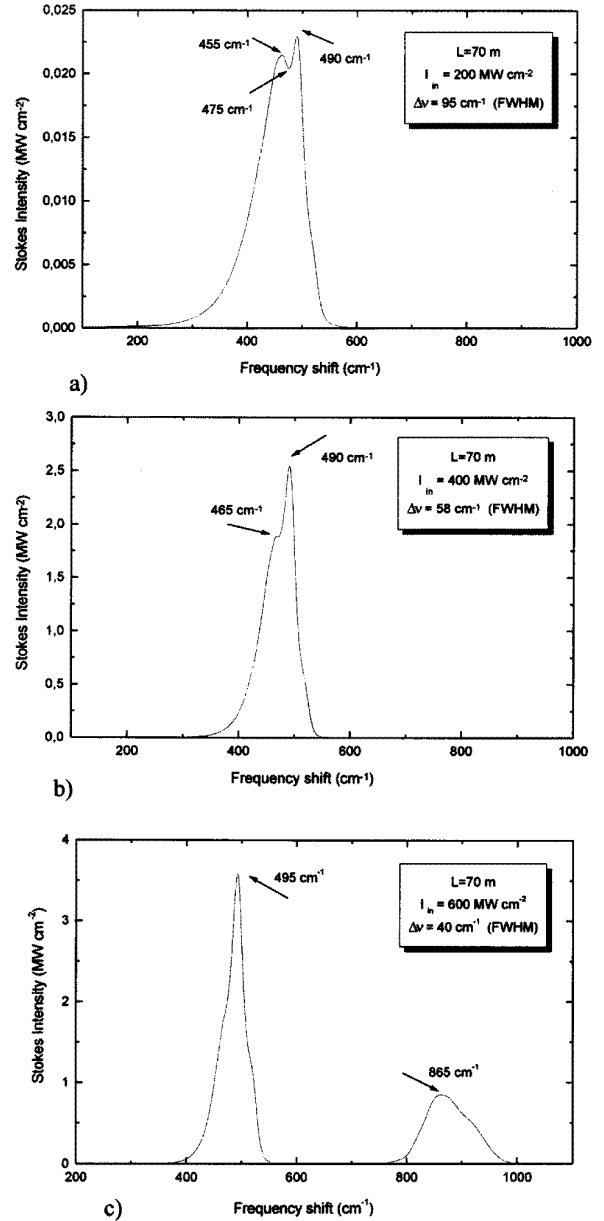 0,025
0,020
0,015
0,010
0,005
0,000
Stokes Intensity (MW cm-2)
455 cm-1
475 cm-1
490 cm-1
L=70 m
I in = 200 MW cm-2
Δν = 95 cm-1 (FWHM)
200 400 600 800 1000
Frequency shift (cm-1)
a)
3,0
2,5
2,0
1,5
1,0
0,5
0,0
Stokes Intensity (MW cm-2)
490 cm-1
465 cm-1
L=70 m
I in = 400 MW cm-2
Δν = 58 cm-1 (FWHM)
200 400 600 800 1000
Frequency shift (cm-1)
b)
4
3
2
1
0
Stokes Intensity (MW cm-2)
495 cm-1
865 cm-1
L=70 m
I in = 600 MW cm-2
Δν = 40 cm-1 (FWHM)
200 400 600 800 1000
Frequency shift (cm-1)
c)